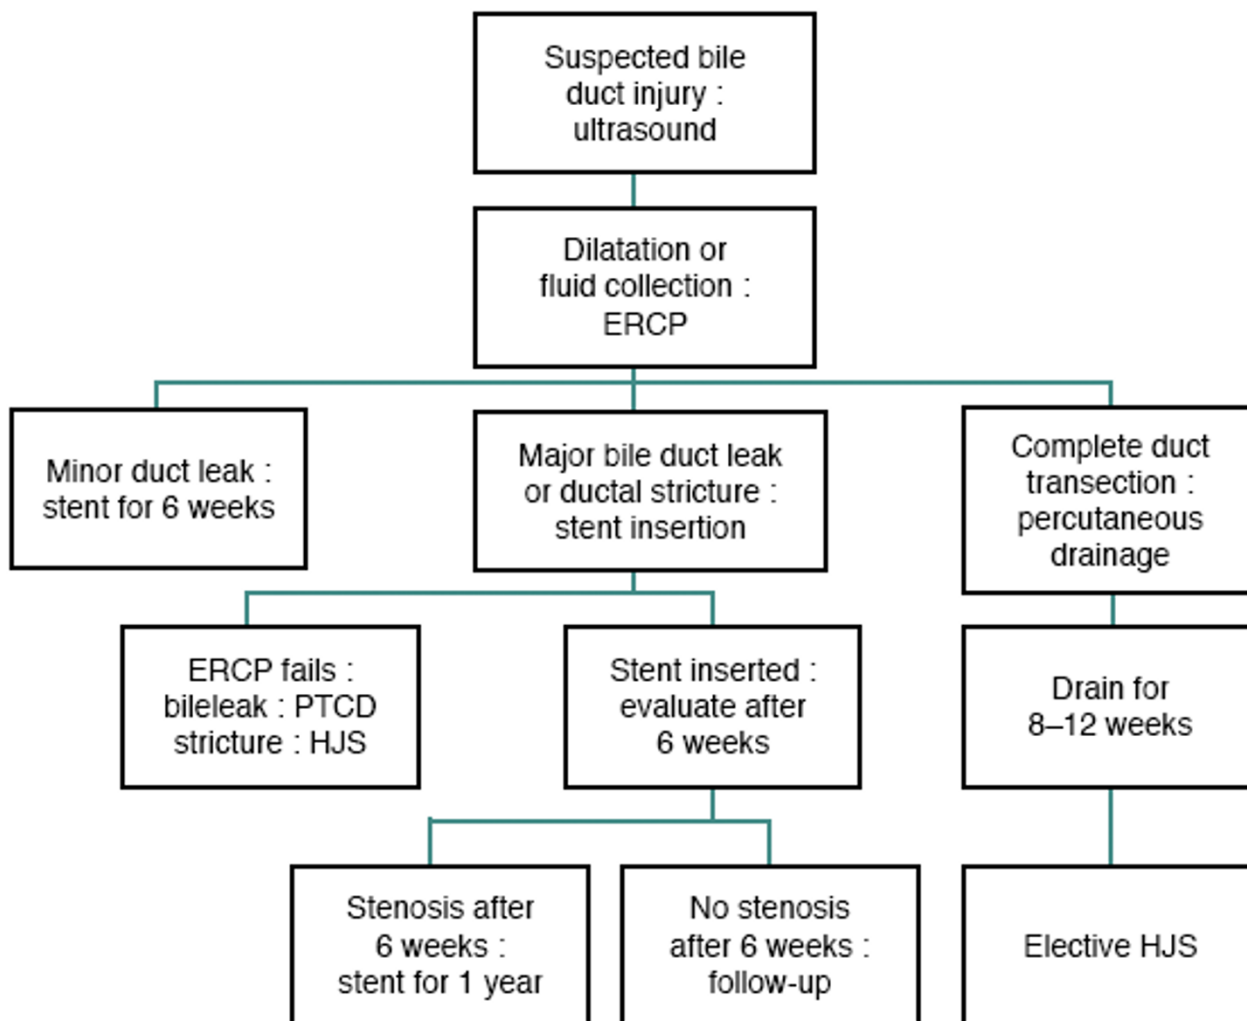 Suspected bile
duct injury :
ultrasound
Dilatation or
fluid collection :
ERCP
Minor duct leak :
stent for 6 weeks
Major bile duct leak
or ductal stricture :
stent insertion
Complete duct
transection :
percutaneous
drainage
ERCP fails :
bileleak : PTCD
stricture : HJS
Stent inserted :
evaluate after
6 weeks
Drain for
8–12 weeks
Stenosis after
6 weeks :
stent for 1 year
No stenosis
after 6 weeks :
follow-up
Elective HJS